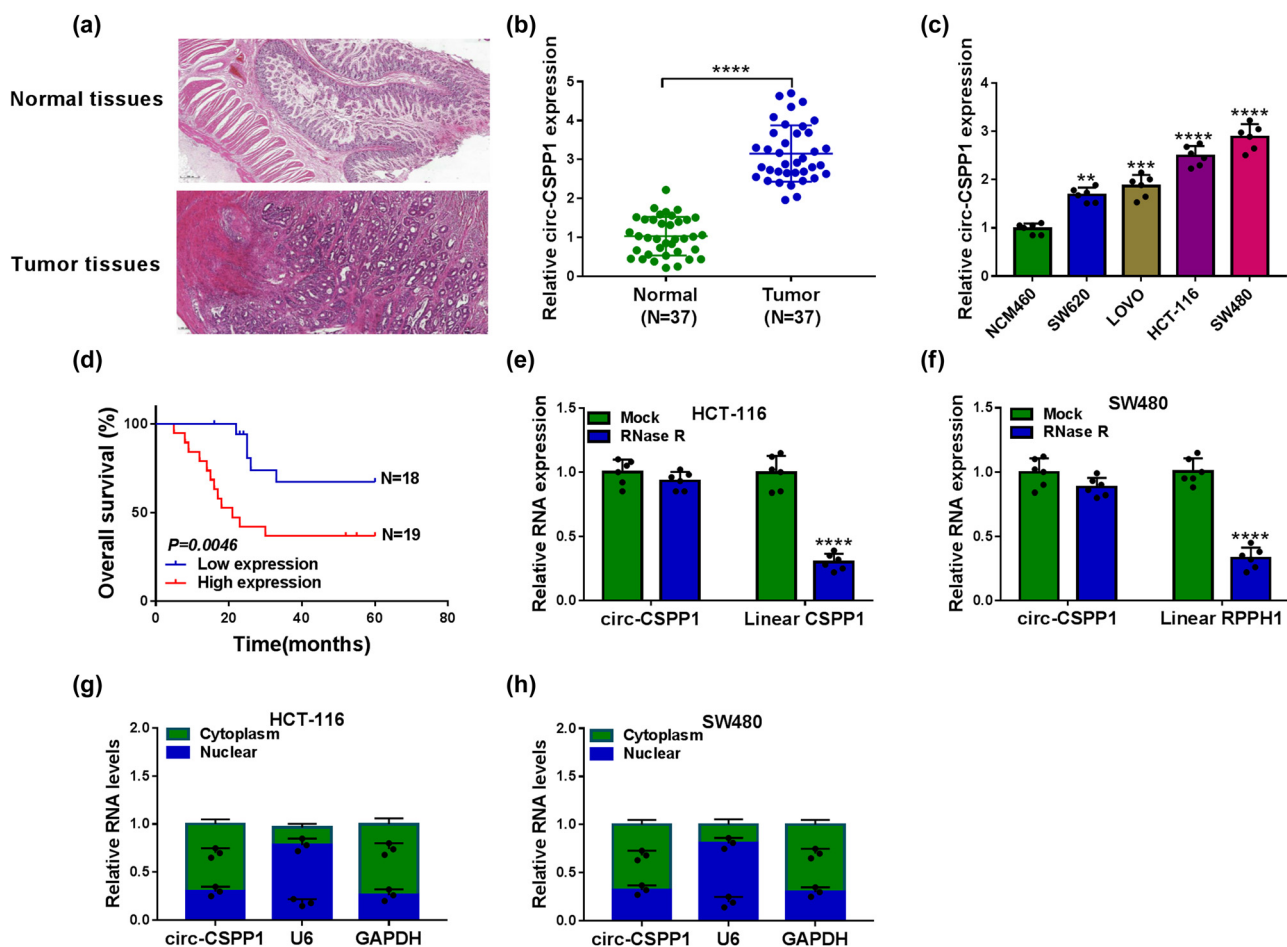 (a)
Normal tissues
Tumor tissues
(b)
Relative circ-CSPP1 expression
5
4
3
2
1
0
****
Normal
(N=37)
Tumor
(N=37)
(c)
Relative circ-CSPP1 expression
4
3
2
1
0
**
***
****
****
NCM460
SW620
LOVO
HCT-116
SW480
(d)
Overall survival (%)
100
50
0
N=18
N=19
P=0.0046
Low expression
High expression
0 20 40 60 80
Time(months)
(e)
HCT-116
Mock
RNase R
Relative RNA expression
1.5
1.0
0.5
0.0
****
circ-CSPP1 Linear CSPP1
(f)
SW480
Mock
RNase R
Relative RNA expression
1.5
1.0
0.5
0.0
****
circ-CSPP1 Linear RPPH1
(g)
HCT-116
Cytoplasm
Nuclear
Relative RNA levels
2.0
1.5
1.0
0.5
0.0
circ-CSPP1 U6 GAPDH
(h)
SW480
Cytoplasm
Nuclear
Relative RNA levels
2.0
1.5
1.0
0.5
0.0
circ-CSPP1 U6 GAPDH